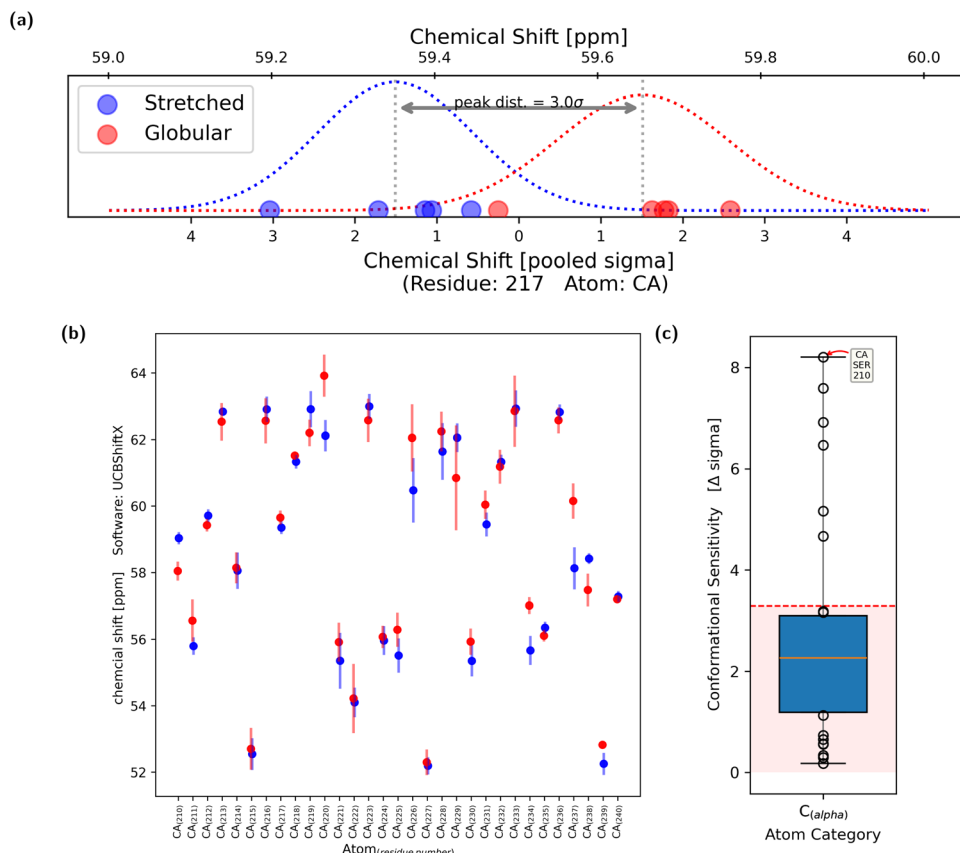 (a)
Chemical Shift [ppm]
59.0 59.2 59.4 59.6 59.8 60.0
Stretched
Globular
peak dist. = 3.0σ
4 3 2 1 0 1 2 3 4
Chemical Shift [pooled sigma]
(Residue: 217 Atom: CA)
(b)
chemcial shift [ppm] Software: UCBShiftX
64
62
60
58
56
54
52
CA(210) CA(211) CA(212) CA(213) CA(214) CA(215) CA(216) CA(217) CA(218) CA(219) CA(220) CA(221) CA(222) CA(223) CA(224) CA(225) CA(226) CA(227) CA(228) CA(229) CA(230) CA(231) CA(232) CA(233) CA(234) CA(235) CA(236) CA(237) CA(238) CA(239) CA(240)
Atom(residue number)
(c)
Conformational Sensitivity [Δ sigma]
8
6
4
2
0
CA
SER
210
C(alpha)
Atom Category